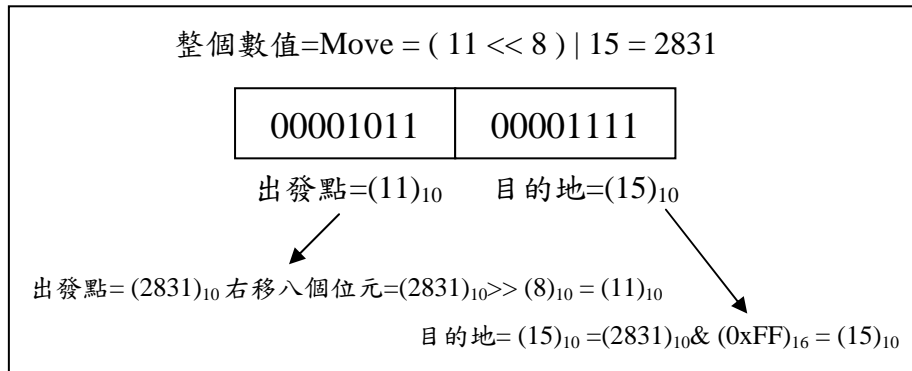 整個數值=Move = ( 11 << 8 ) | 15 = 2831
00001011 00001111
出發點=(11)₁₀ 目的地=(15)₁₀
出發點= (2831)₁₀ 右移八個位元=(2831)₁₀>> (8)₁₀ = (11)₁₀
目的地= (15)₁₀ =(2831)₁₀& (0xFF)₁₆ = (15)₁₀